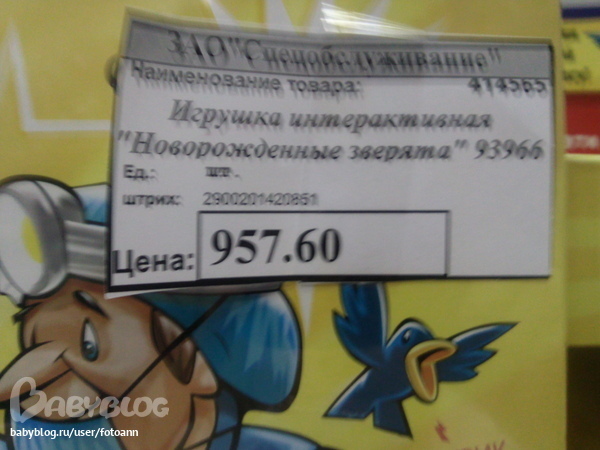 ЗАО"Спецобслуживание"
Наименование товара: 414565
Игрушка интерактивная
"Новорожденные зверята" 93966
Ед.: шт.
штрих: 2900201420851
Цена: 957.60
BABYBLOG
babyblog.ru/user/fotoann